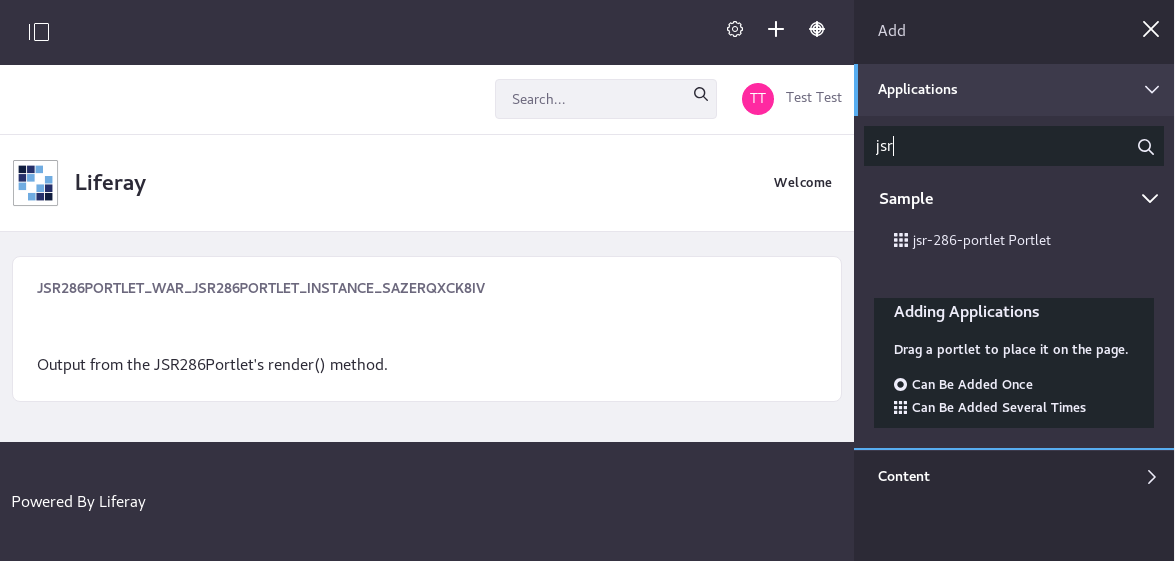 Add
Applications
Search...
TT
Test Test
jsr
Liferay
Welcome
Sample
jsr-286-portlet Portlet
JSR286PORTLET_WAR_JSR286PORTLET_INSTANCE_SAZERQXCK8IV
Output from the JSR286Portlet's render() method.
Adding Applications
Drag a portlet to place it on the page.
Can Be Added Once
Can Be Added Several Times
Content
Powered By Liferay